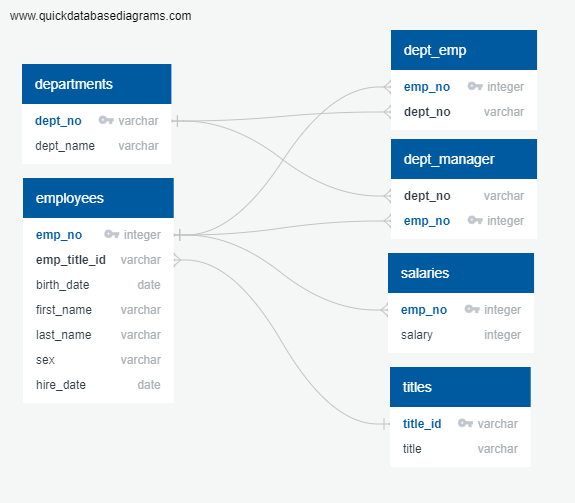 www.quickdatabasediagrams.com
departments
dept_no varchar
dept_name varchar
employees
emp_no integer
emp_title_id varchar
birth_date date
first_name varchar
last_name varchar
sex varchar
hire_date date
dept_emp
emp_no integer
dept_no varchar
dept_manager
dept_no varchar
emp_no integer
salaries
emp_no integer
salary integer
titles
title_id varchar
title varchar